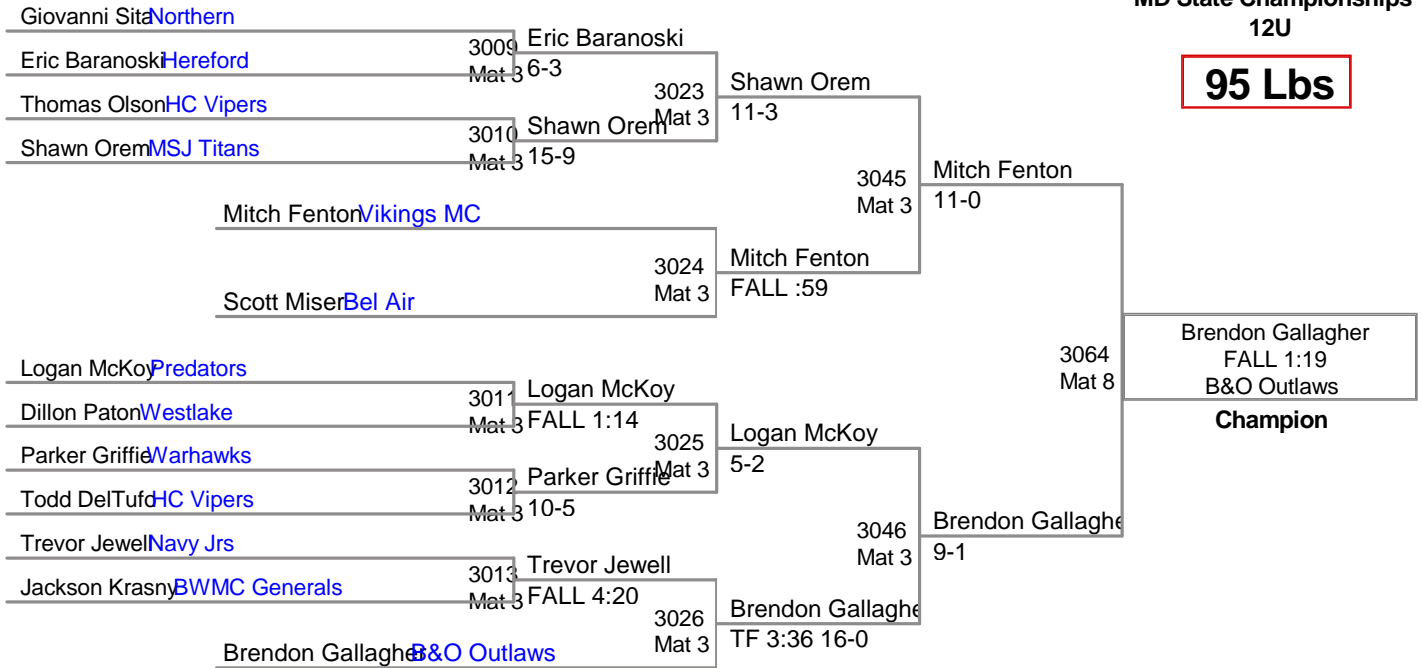 MD State Championships
12U
95 Lbs
Giovanni Sita Northern
Eric Baranoski Hereford
3009
Mat 3
Eric Baranoski
6-3
Thomas Olson HC Vipers
Shawn Orem MSJ Titans
3010
Mat 3
Shawn Orem
15-9
3023
Mat 3
Shawn Orem
11-3
Mitch Fenton Vikings MC
Scott Miser Bel Air
3024
Mat 3
Mitch Fenton
FALL :59
3045
Mat 3
Mitch Fenton
11-0
Logan McKoy Predators
Dillon Paton Westlake
3011
Mat 3
Logan McKoy
FALL 1:14
Parker Griffie Warhawks
Todd DelTufo HC Vipers
3012
Mat 3
Parker Griffie
10-5
3025
Mat 3
Logan McKoy
5-2
Trevor Jewell Navy Jrs
Jackson Krasny BWMC Generals
3013
Mat 3
Trevor Jewell
FALL 4:20
Brendon Gallagher B&O Outlaws
3026
Mat 3
Brendon Gallaghe
TF 3:36 16-0
3046
Mat 3
Brendon Gallaghe
9-1
3064
Mat 8
Brendon Gallagher
FALL 1:19
B&O Outlaws
Champion